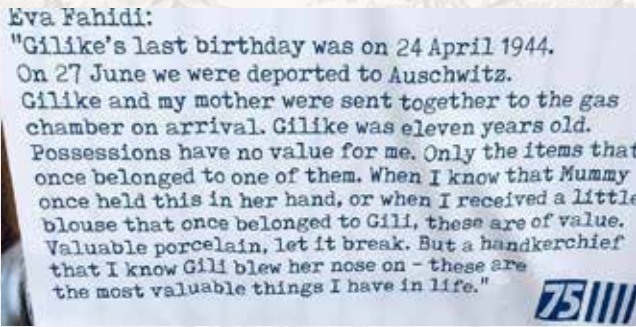 Eva Fahidi:
"Gilike's last birthday was on 24 April 1944.
On 27 June we were deported to Auschwitz.
Gilike and my mother were sent together to the gas
chamber on arrival. Gilike was eleven years old.
Possessions have no value for me. Only the items that
once belonged to one of them. When I know that Mummy
once held this in her hand, or when I received a little
blouse that once belonged to Gili, these are of value.
Valuable porcelain, let it break. But a handkerchief
that I know Gili blew her nose on - these are
the most valuable things I have in life."
75